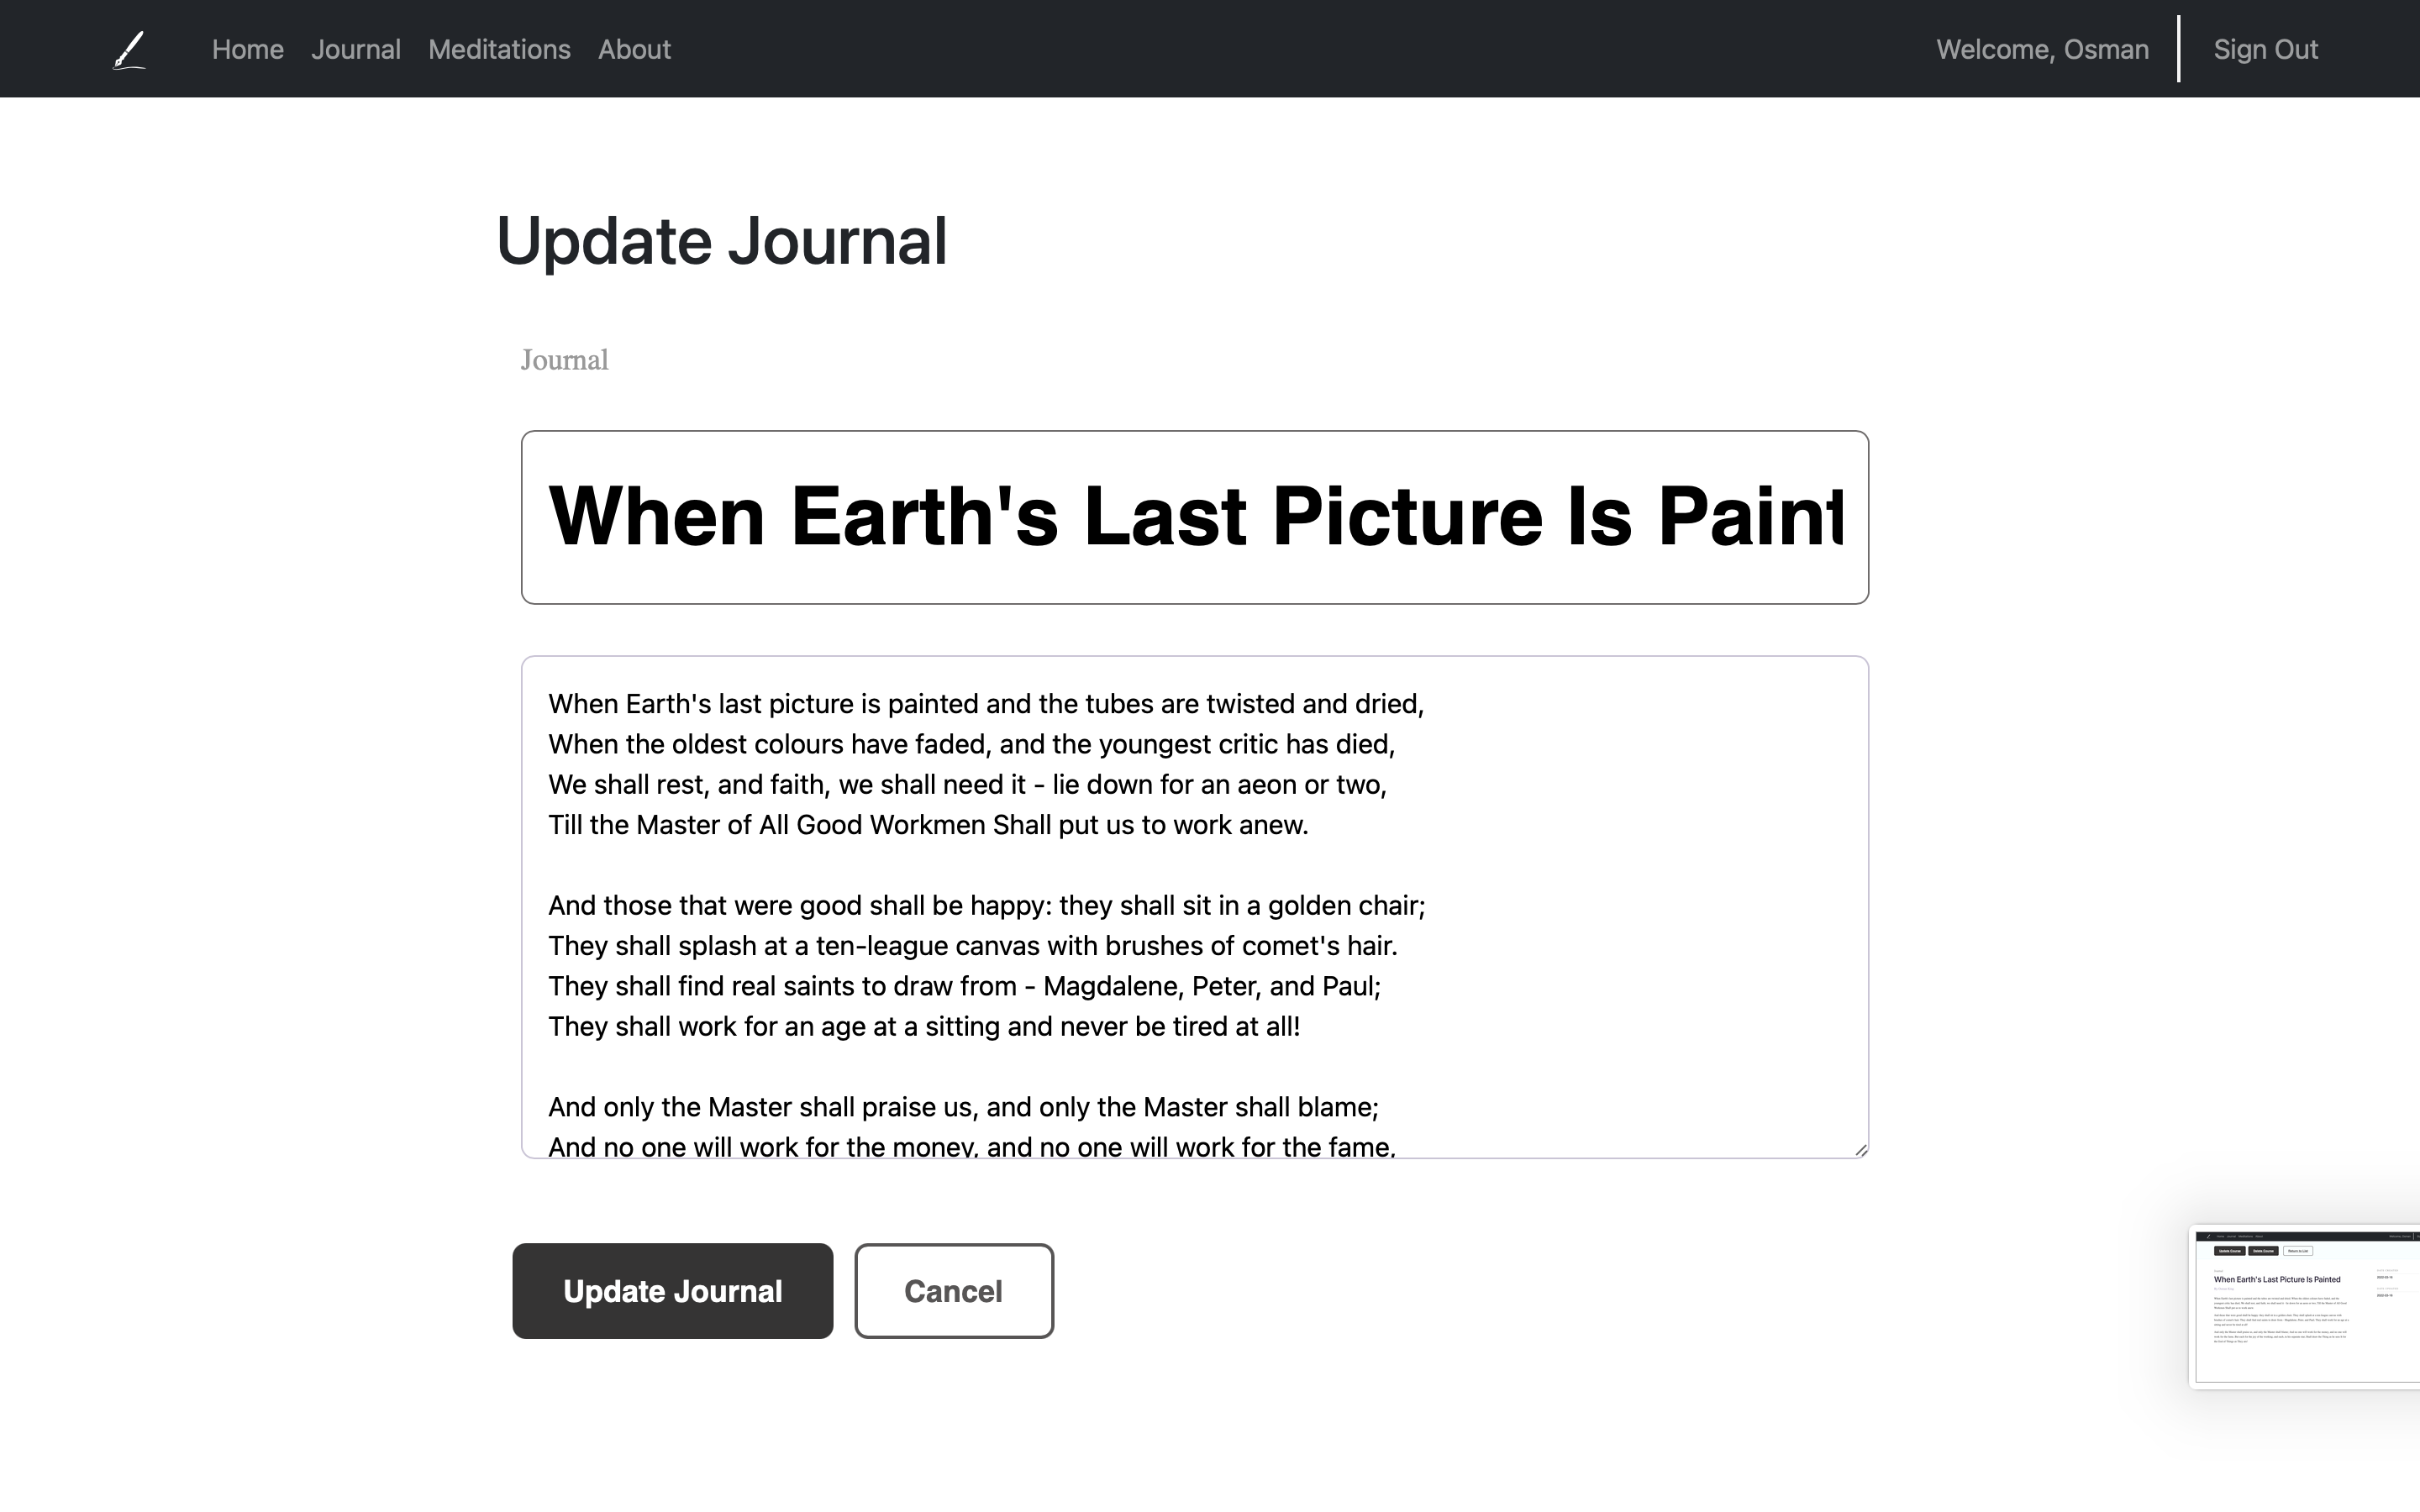 Home Journal Meditations About Welcome, Osman Sign Out
Update Journal
Journal
When Earth's Last Picture Is Paint
When Earth's last picture is painted and the tubes are twisted and dried,
When the oldest colours have faded, and the youngest critic has died,
We shall rest, and faith, we shall need it - lie down for an aeon or two,
Till the Master of All Good Workmen Shall put us to work anew.
And those that were good shall be happy: they shall sit in a golden chair;
They shall splash at a ten-league canvas with brushes of comet's hair.
They shall find real saints to draw from - Magdalene, Peter, and Paul;
They shall work for an age at a sitting and never be tired at all!
And only the Master shall praise us, and only the Master shall blame;
And no one will work for the money, and no one will work for the fame,
Update Journal Cancel
When Earth's Last Picture Is Painted